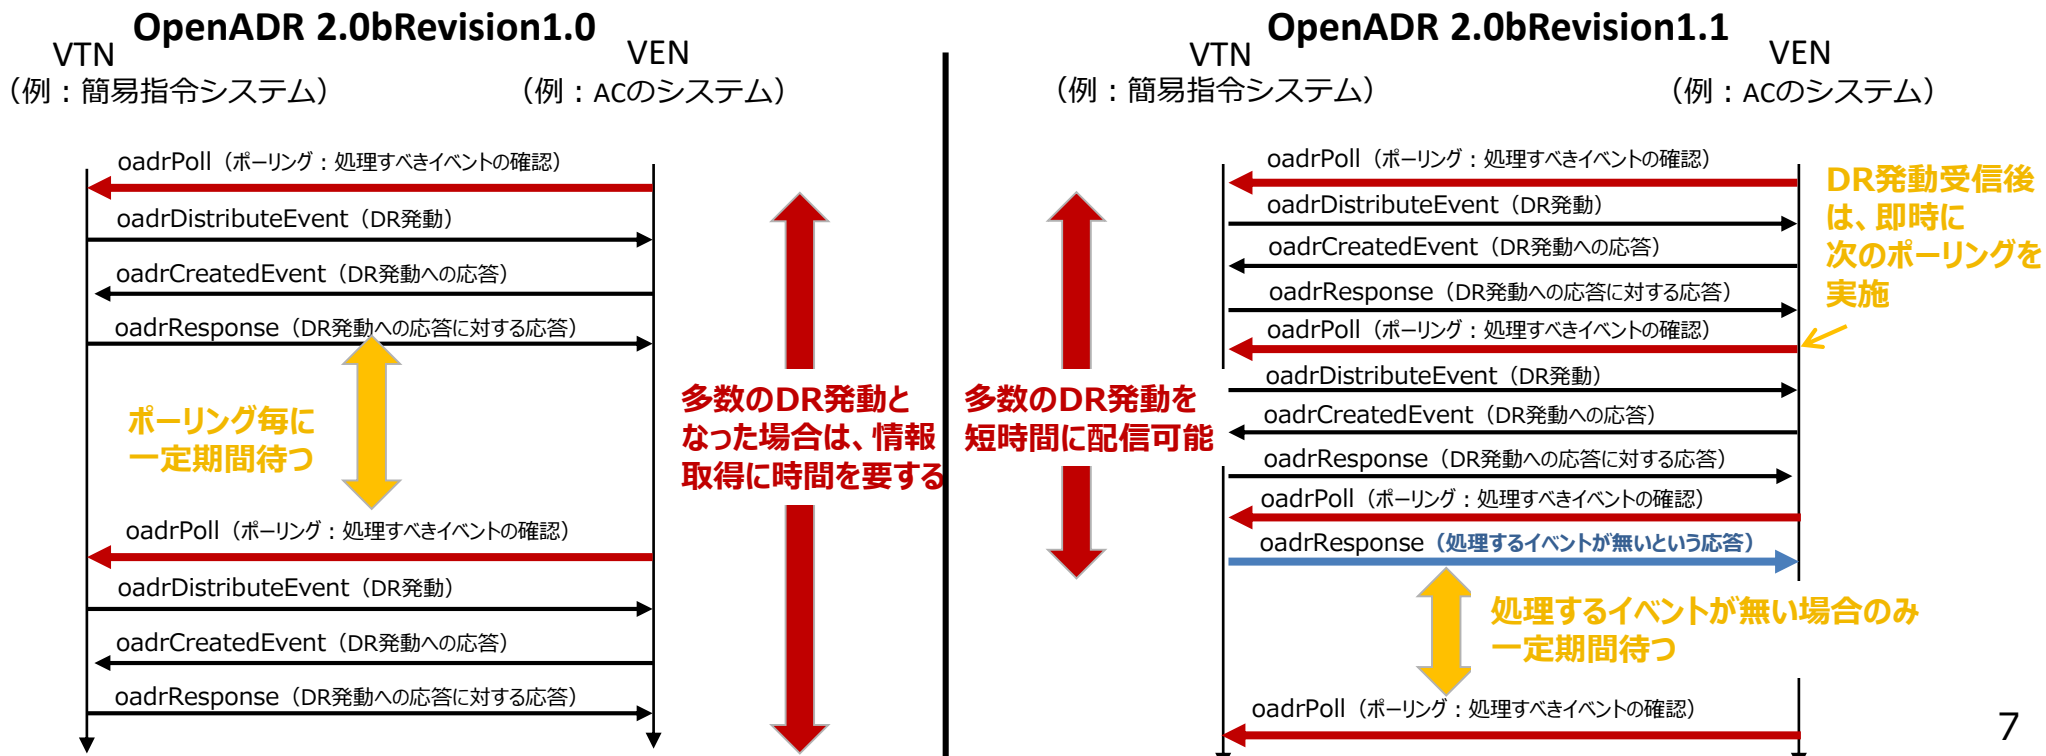 OpenADR 2.0bRevision1.0
VTN
（例：簡易指令システム）
VEN
（例：ACのシステム）
oadrPoll（ポーリング：処理すべきイベントの確認）
oadrDistributeEvent（DR発動）
oadrCreatedEvent（DR発動への応答）
oadrResponse（DR発動への応答に対する応答）
ポーリング毎に
一定期間待つ
oadrPoll（ポーリング：処理すべきイベントの確認）
oadrDistributeEvent（DR発動）
oadrCreatedEvent（DR発動への応答）
oadrResponse（DR発動への応答に対する応答）
多数のDR発動と
なった場合は、情報
取得に時間を要する
OpenADR 2.0bRevision1.1
VTN
（例：簡易指令システム）
VEN
（例：ACのシステム）
oadrPoll（ポーリング：処理すべきイベントの確認）
oadrDistributeEvent（DR発動）
oadrCreatedEvent（DR発動への応答）
oadrResponse（DR発動への応答に対する応答）
oadrPoll（ポーリング：処理すべきイベントの確認）
oadrDistributeEvent（DR発動）
oadrCreatedEvent（DR発動への応答）
oadrResponse（DR発動への応答に対する応答）
oadrPoll（ポーリング：処理すべきイベントの確認）
oadrResponse（処理するイベントが無いという応答）
多数のDR発動を
短時間に配信可能
DR発動受信後
は、即時に
次のポーリングを
実施
処理するイベントが無い場合のみ
一定期間待つ
oadrPoll（ポーリング：処理すべきイベントの確認）
7